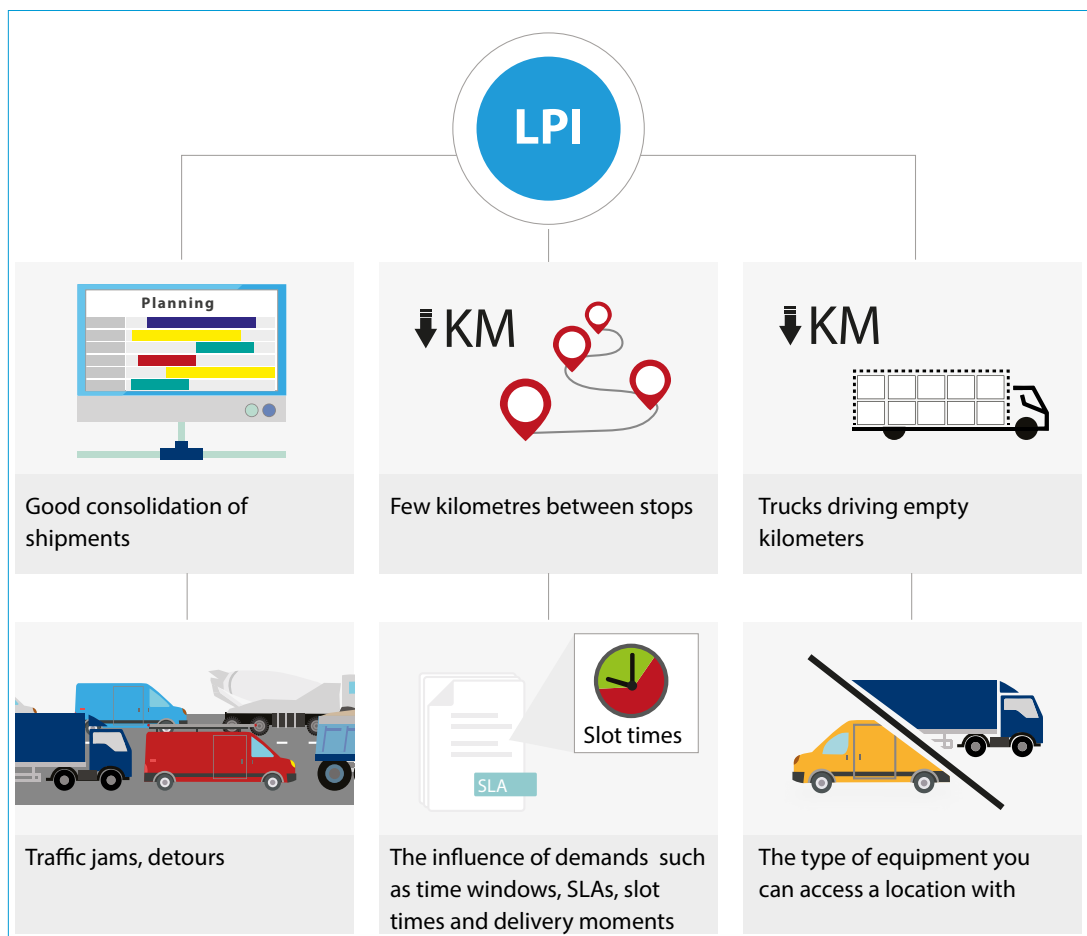 LPI
Planning
KM
KM
Good consolidation of
shipments
Few kilometres between stops
Trucks driving empty
kilometers
Slot times
SLA
Traffic jams, detours
The influence of demands  such
as time windows, SLAs, slot
times and delivery moments
The type of equipment you
can access a location with